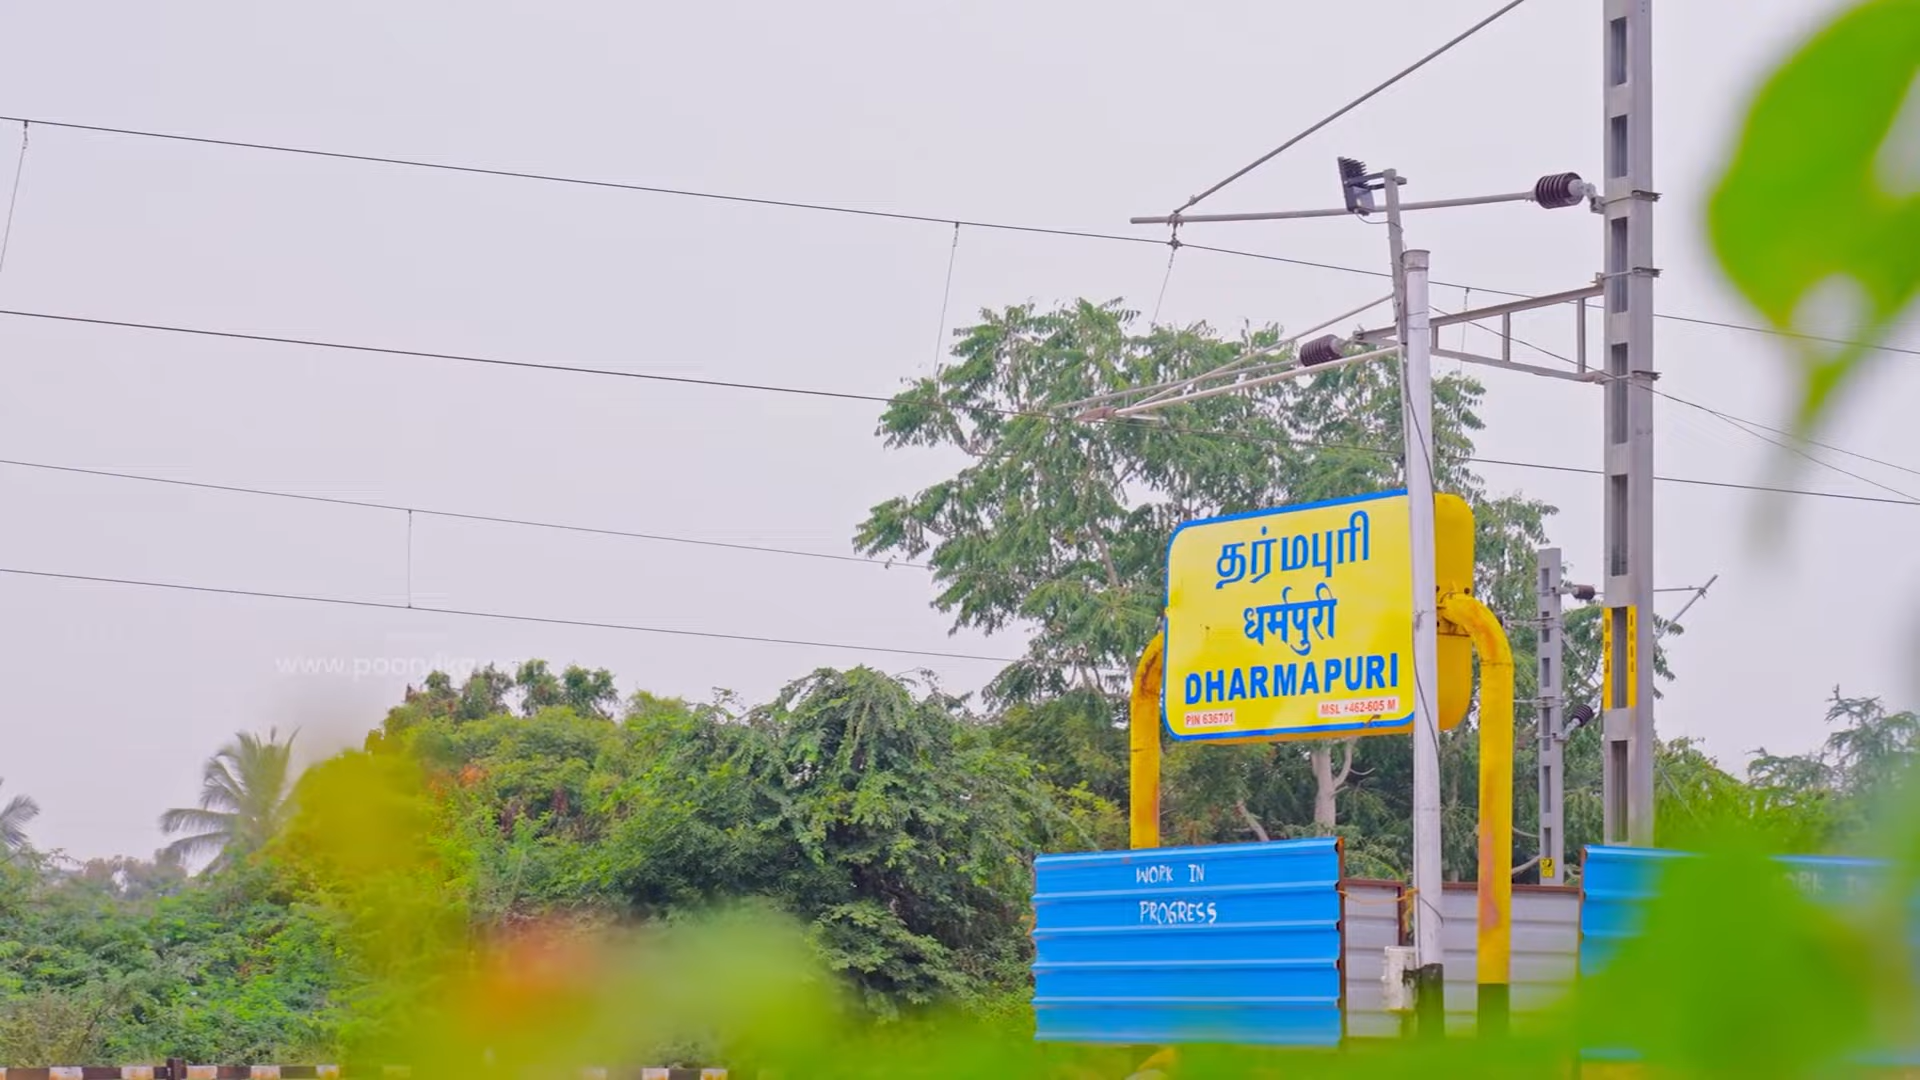 தர்மபுரி
धर्मपुरी
DHARMAPURI
PIN 636701
MSL +462-605 M
WORK IN
PROGRESS